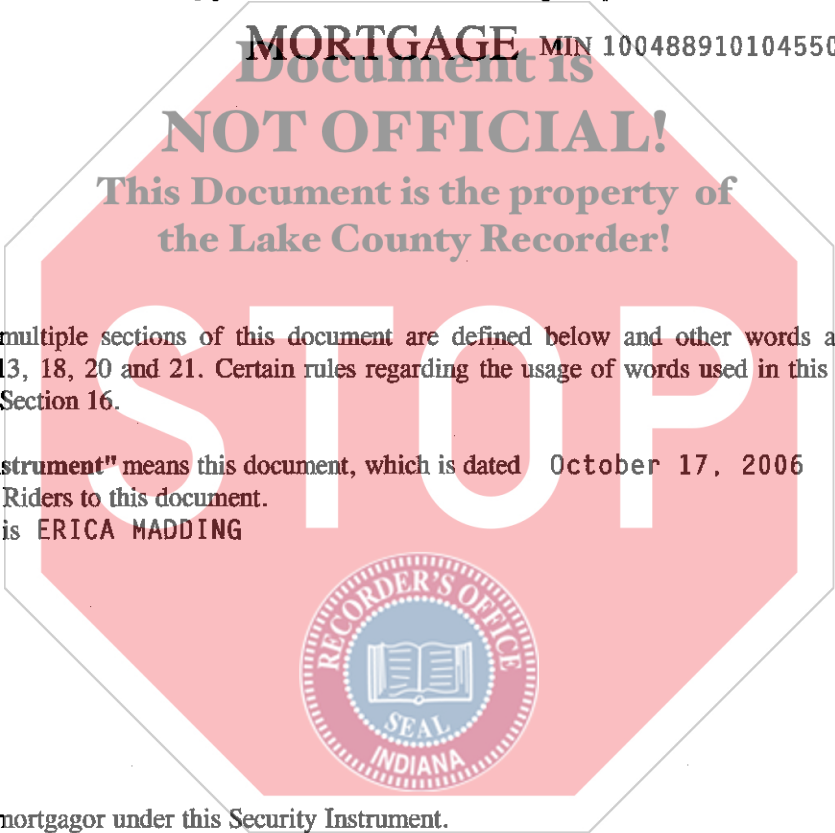 MORTGAGE MIN 10048891010455
Document is
NOT OFFICIAL!
This Document is the property of
the Lake County Recorder!
multiple sections of this document are defined below and other words a
13, 18, 20 and 21. Certain rules regarding the usage of words used in this
Section 16.
strument" means this document, which is dated October 17, 2006
Riders to this document.
is ERICA MADDING
STOP
RECORDER'S OFFICE
SEAL
INDIANA
mortgagor under this Security Instrument.